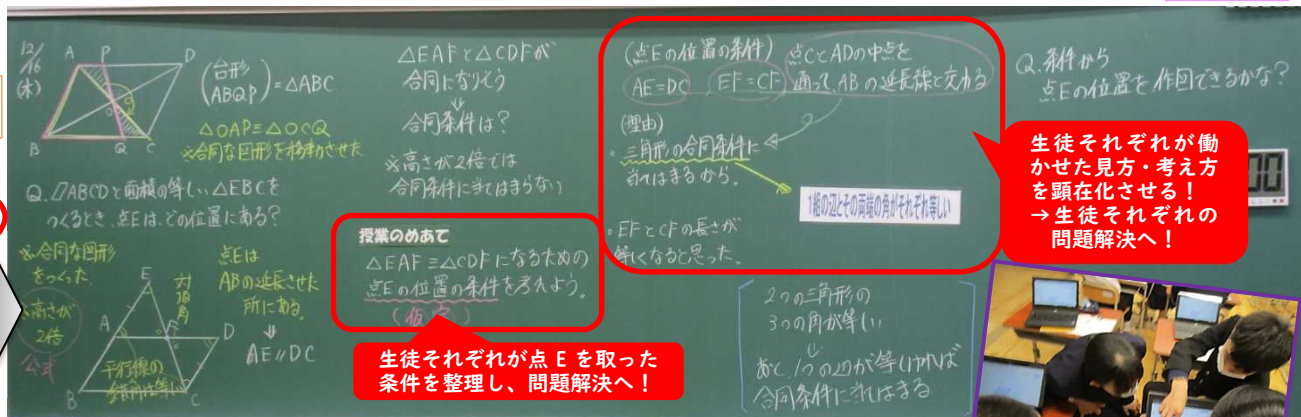 12/16
(木)
A P D
B Q C
O
(台形ABQP)=△ABC
△OAP≡△OCQ
※合同な図形を移動させた
Q.▱ABCDと面積の等しい△EBCを
つくるとき、点Eは、どの位置にある?
※合同な図形
をつくった
※高さが
2倍
公式
E
対頂角
A F D
平行線の
錯角は等しい
B C
点Eは
ABの延長させた
所にある。
⇓
AE∥DC
△EAFと△CDFが
合同になりそう
⇓
合同条件は?
※高さが2倍では
合同条件に当てはまらない
授業のめあて
△EAF≡△CDFになるための
点Eの位置の条件を考えよう。
(仮定)
生徒それぞれが点 E を取った
条件を整理し、問題解決へ!
(点Eの位置の条件)
AE=DC EF=CF
点CとADの中点を
通って、ABの延長線と交わる
(理由)
・三角形の合同条件に
当てはまるから。
1組の辺とその両端の角がそれぞれ等しい
・EFとCFの長さが
等しくなると思った。
2つの三角形の
3つの角が等しい
⇓
あと、1つの辺が等しければ
合同条件に当てはまる
Q.条件から
点Eの位置を作図できるかな?
生徒それぞれが働
かせた見方・考え方
を顕在化させる!
→生徒それぞれの
問題解決へ!
00